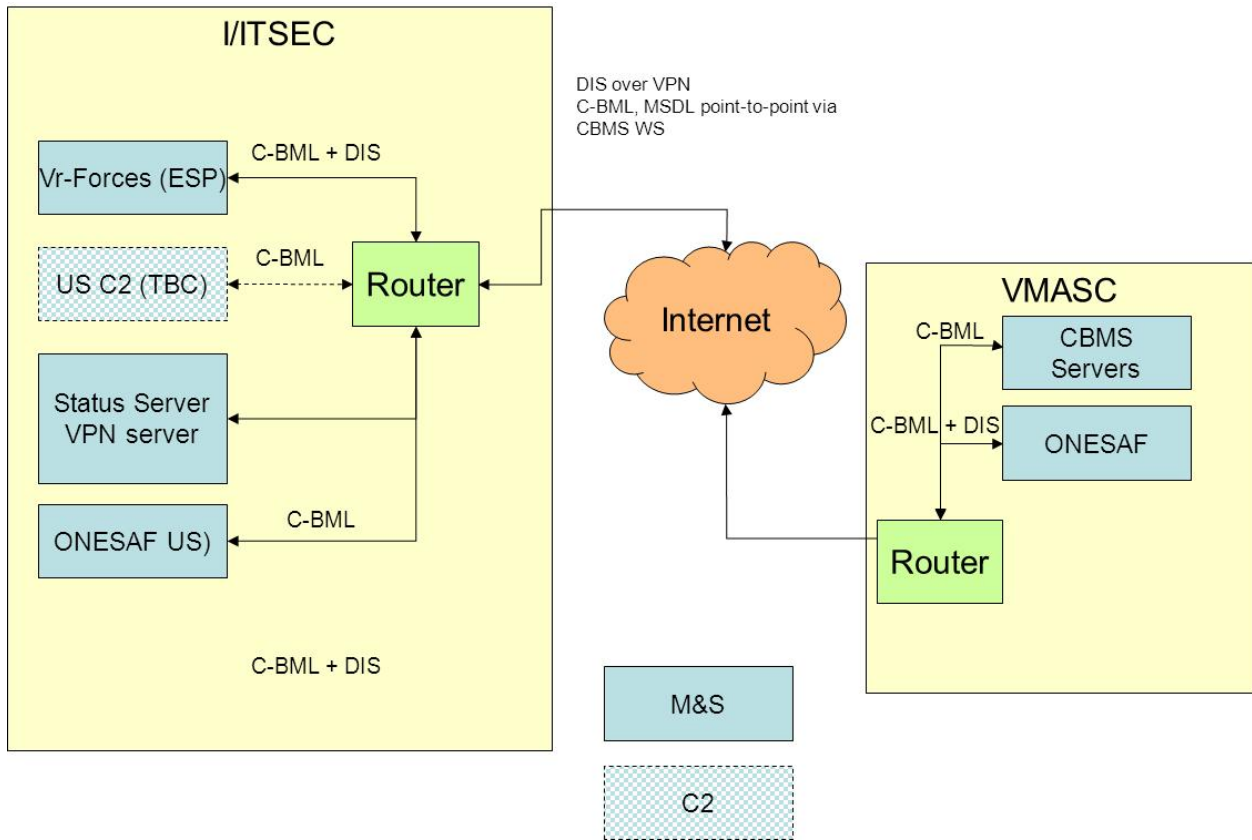 I/ITSEC
DIS over VPN
C-BML, MSDL point-to-point via
CBMS WS
C-BML + DIS
Vr-Forces (ESP)
C-BML
US C2 (TBC)
Router
Internet
VMASC
C-BML
CBMS
Servers
Status Server
VPN server
C-BML + DIS
ONESAF
C-BML
ONESAF US)
Router
C-BML + DIS
M&S
C2